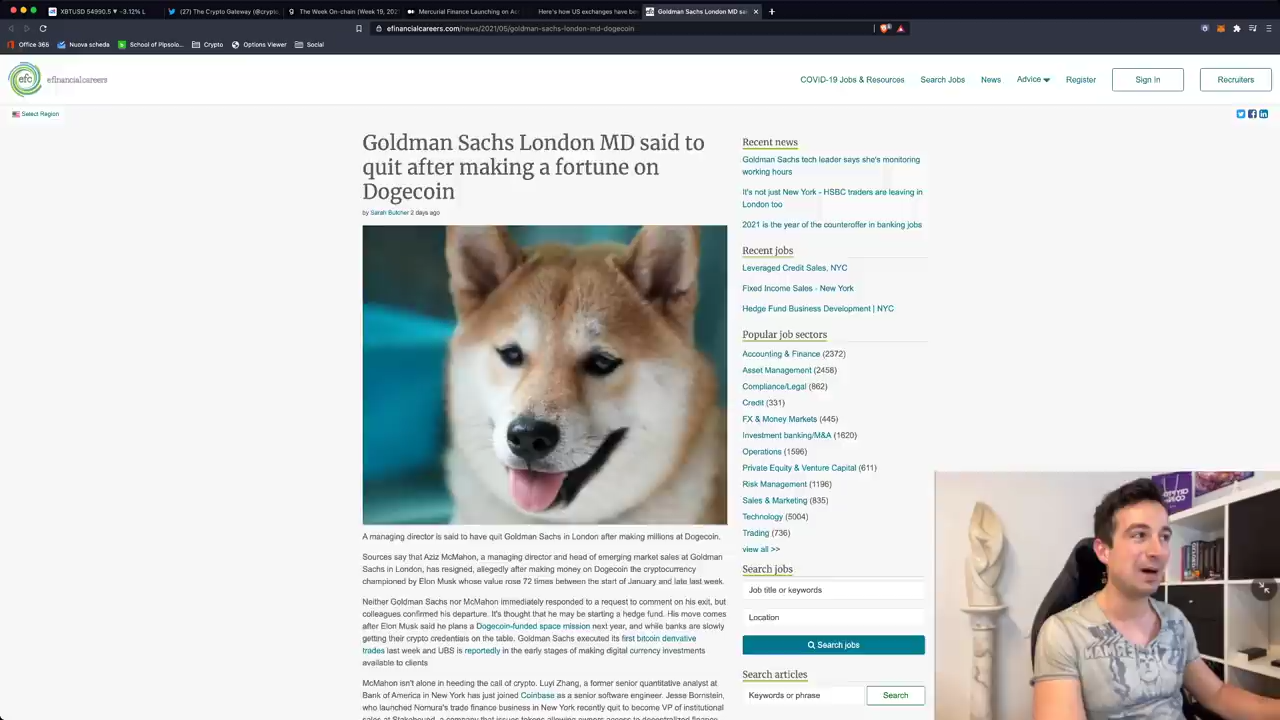 XBTUSD 54990.5 ▾ -3.12% L
(27) The Crypto Gateway (@crypto
The Week On-chain (Week 19, 202
Mercurial Finance Launching on Ac
Here's how US exchanges have be
Goldman Sachs London MD sai
efinancialcareers.com/news/2021/05/goldman-sachs-london-md-dogecoin
Office 365
Nuova scheda
School of Pipsolo...
Crypto
Options Viewer
Social
efc efinancialcareers
COVID-19 Jobs & Resources
Search Jobs
News
Advice
Register
Sign In
Recruiters
Select Region
Goldman Sachs London MD said to
quit after making a fortune on
Dogecoin
by Sarah Butcher 2 days ago
A managing director is said to have quit Goldman Sachs in London after making millions at Dogecoin.
Sources say that Aziz McMahon, a managing director and head of emerging market sales at Goldman
Sachs in London, has resigned, allegedly after making money on Dogecoin the cryptocurrency
championed by Elon Musk whose value rose 72 times between the start of January and late last week.
Neither Goldman Sachs nor McMahon immediately responded to a request to comment on his exit, but
colleagues confirmed his departure. It's thought that he may be starting a hedge fund. His move comes
after Elon Musk said he plans a Dogecoin-funded space mission next year, and while banks are slowly
getting their crypto credentials on the table. Goldman Sachs executed its first bitcoin derivative
trades last week and UBS is reportedly in the early stages of making digital currency investments
available to clients
McMahon isn't alone in heeding the call of crypto. Luyi Zhang, a former senior quantitative analyst at
Bank of America in New York has just joined Coinbase as a senior software engineer. Jesse Bornstein,
who launched Nomura's trade finance business in New York recently quit to become VP of institutional
sales at Stakehound, a company that issues tokens allowing owners access to decentralized finance
Recent news
Goldman Sachs tech leader says she's monitoring
working hours
It's not just New York - HSBC traders are leaving in
London too
2021 is the year of the counteroffer in banking jobs
Recent jobs
Leveraged Credit Sales, NYC
Fixed Income Sales - New York
Hedge Fund Business Development | NYC
Popular job sectors
Accounting & Finance (2372)
Asset Management (2458)
Compliance/Legal (862)
Credit (331)
FX & Money Markets (445)
Investment banking/M&A (1620)
Operations (1596)
Private Equity & Venture Capital (611)
Risk Management (1196)
Sales & Marketing (835)
Technology (5004)
Trading (736)
view all >>
Search jobs
Job title or keywords
Location
Search jobs
Search articles
Keywords or phrase
Search